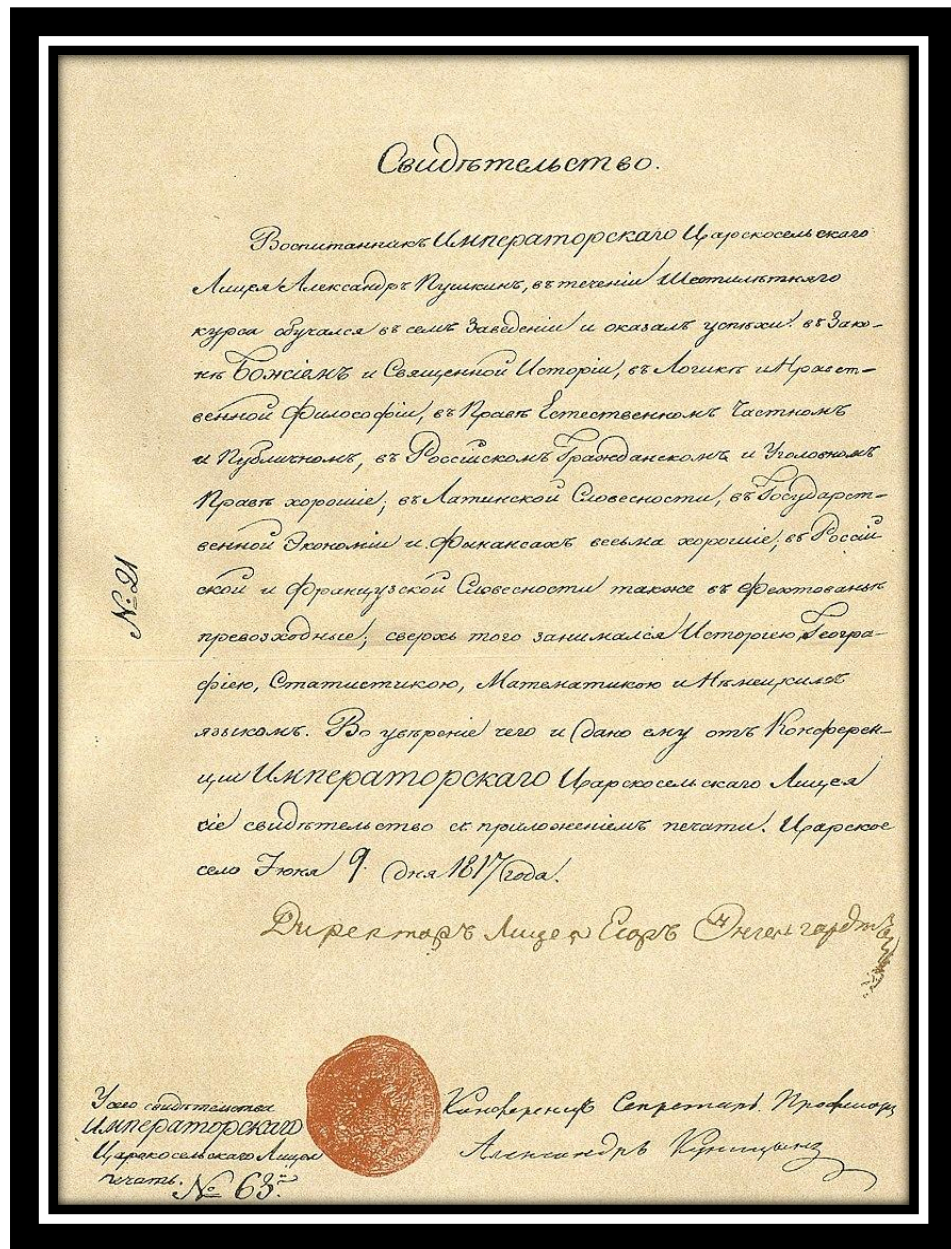 Свидѣтельство.
Воспитанникъ Императорскаго Царскосельскаго
Лицея Александръ Пушкинъ, въ теченіи Шестилѣтняго
курса обучался въ семъ Заведеніи и оказалъ успѣхи: въ Зако-
нѣ Божіемъ и Священной Исторіи, въ Логикѣ и Нравст-
венной Философіи, въ Правѣ Естественномъ Частномъ
и Публичномъ, въ Россійскомъ Гражданскомъ и Уголовномъ
Правѣ хорошіе; въ Латинской Словесности, въ Государст-
венной Экономіи и Финансахъ весьма хорошіе; въ Россій
ской и Французской Словесности также въ Фехтованьи
превозходные; сверхъ того занимался Исторіею, Геогра-
фіею, Статистикою, Математикою и Нѣмецкимъ
языкомъ. Во увѣреніе чего и дано ему отъ Конферен-
ціи Императорскаго Царскосельскаго Лицея
сіе свидѣтельство съ приложеніемъ печати. Царское
село Іюня 9. дня 1817 года.
Директоръ Лицея Егоръ Энгельгардтъ
№ 21
У сего свидѣтельства
Императорскаго
Царскосельскаго Лицея
печать. № 63.
Конференцъ Секретарь Профессоръ
Александръ Куницынъ